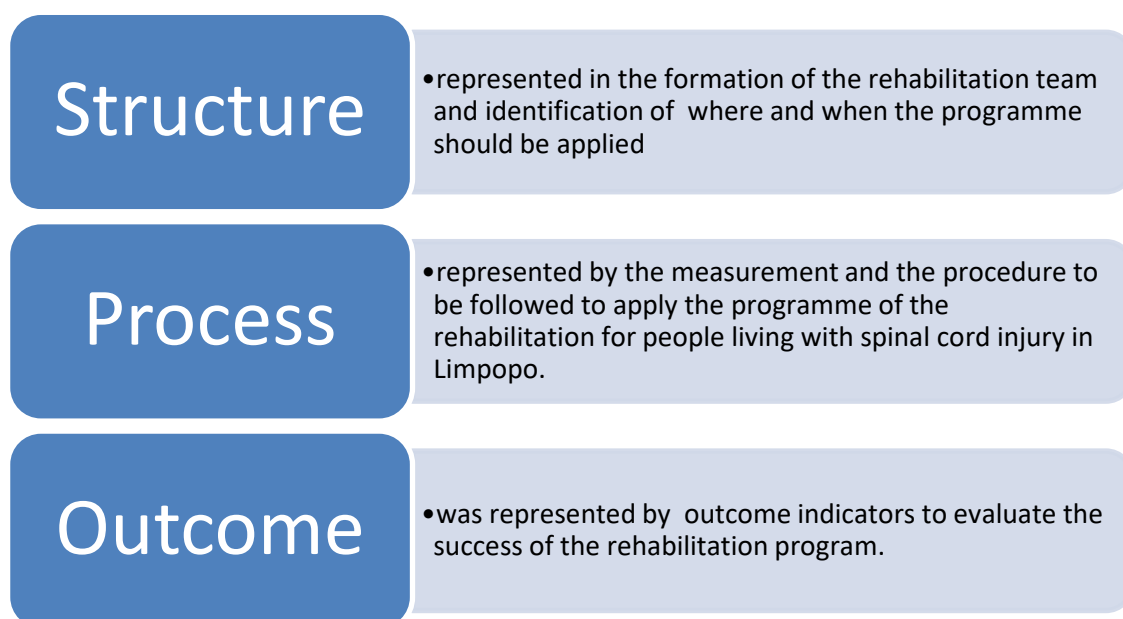 Structure
•represented in the formation of the rehabilitation team
and identification of  where and when the programme
should be applied
Process
•represented by the measurement and the procedure to
be followed to apply the programme of the
rehabilitation for people living with spinal cord injury in
Limpopo.
Outcome
•was represented by  outcome indicators to evaluate the
success of the rehabilitation program.